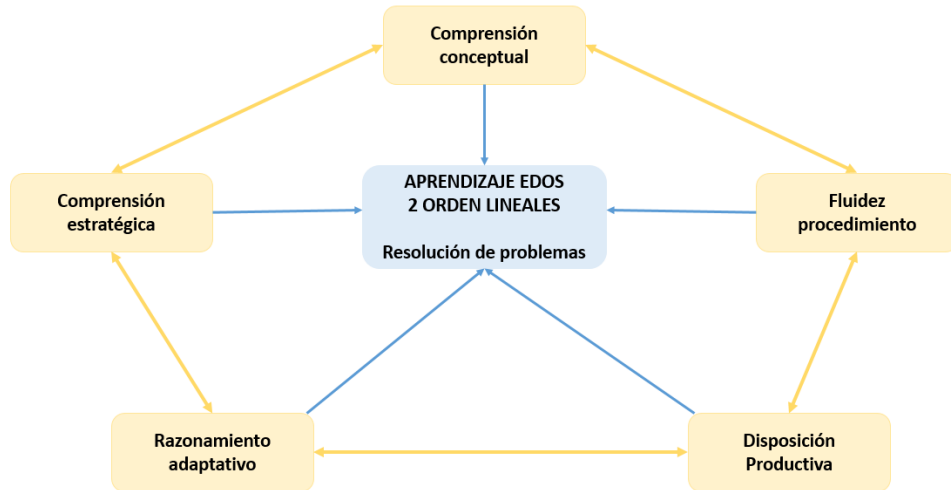 Comprensión
conceptual
Comprensión
estratégica
APRENDIZAJE EDOS
2 ORDEN LINEALES
Resolución de problemas
Fluidez
procedimiento
Razonamiento
adaptativo
Disposición
Productiva